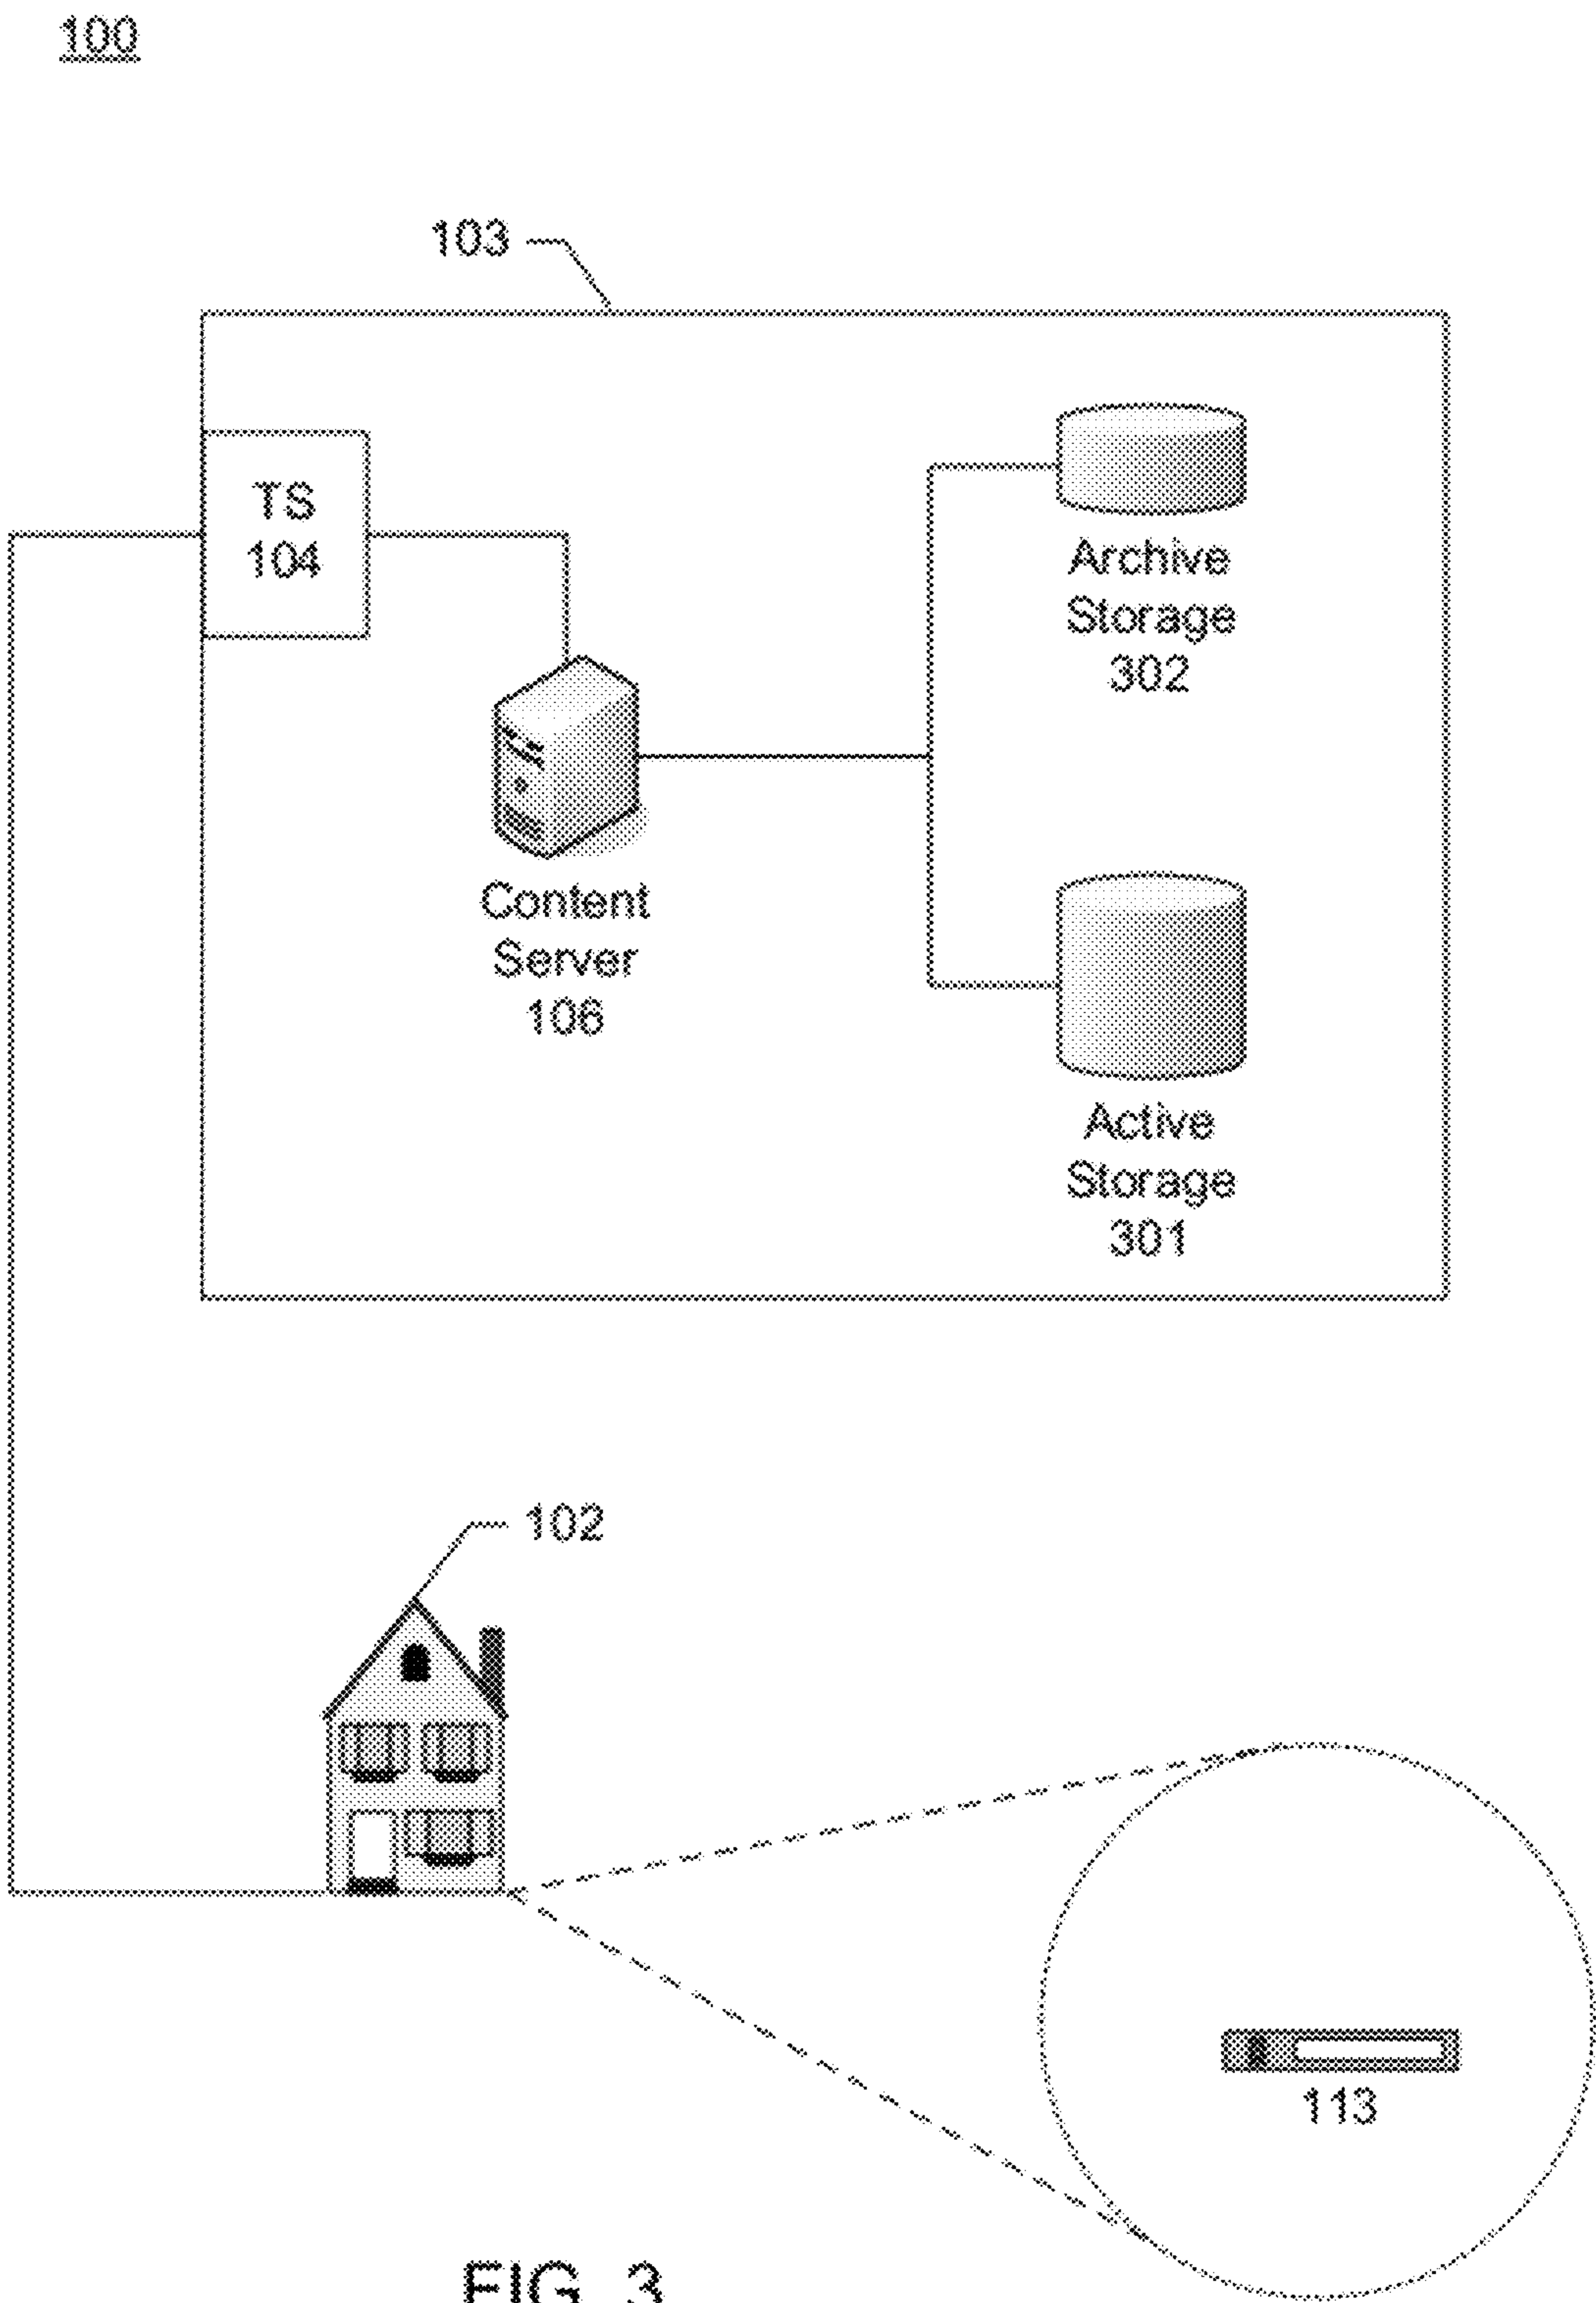 100
103
TS
104
Archive
Storage
302
Content
Server
106
Active
Storage
301
102
113
FIG. 3